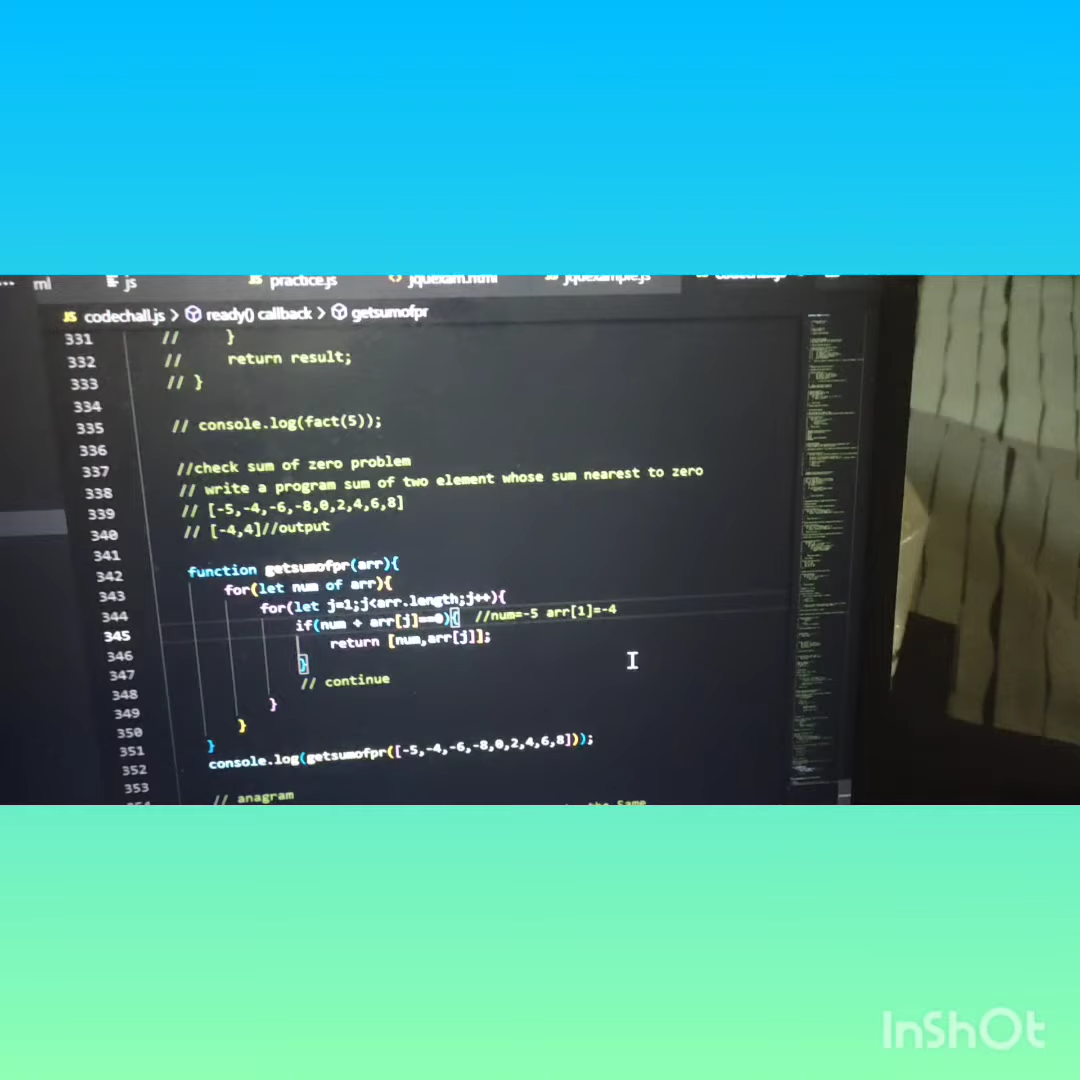 ... ml js practice.js jquexam.html jquexample.js
JS codechall.js > ready() callback > getsumofpr
331 // }
332 // return result;
333 // }
334
335 // console.log(fact(5));
336
337 //check sum of zero problem
338 // write a program sum of two element whose sum nearest to zero
339 // [-5,-4,-6,-8,0,2,4,6,8]
340 // [-4,4]//output
341
342 function getsumofpr(arr){
343 for(let num of arr){
344 for(let j=1;j<arr.length;j++){
345 if(num + arr[j]==0){ //num=-5 arr[1]=-4
346 return [num,arr[j]];
347 }
348 // continue
349 }
350 }
351 }
352 console.log(getsumofpr([-5,-4,-6,-8,0,2,4,6,8]));
353
// anagram
the Same
InShOt